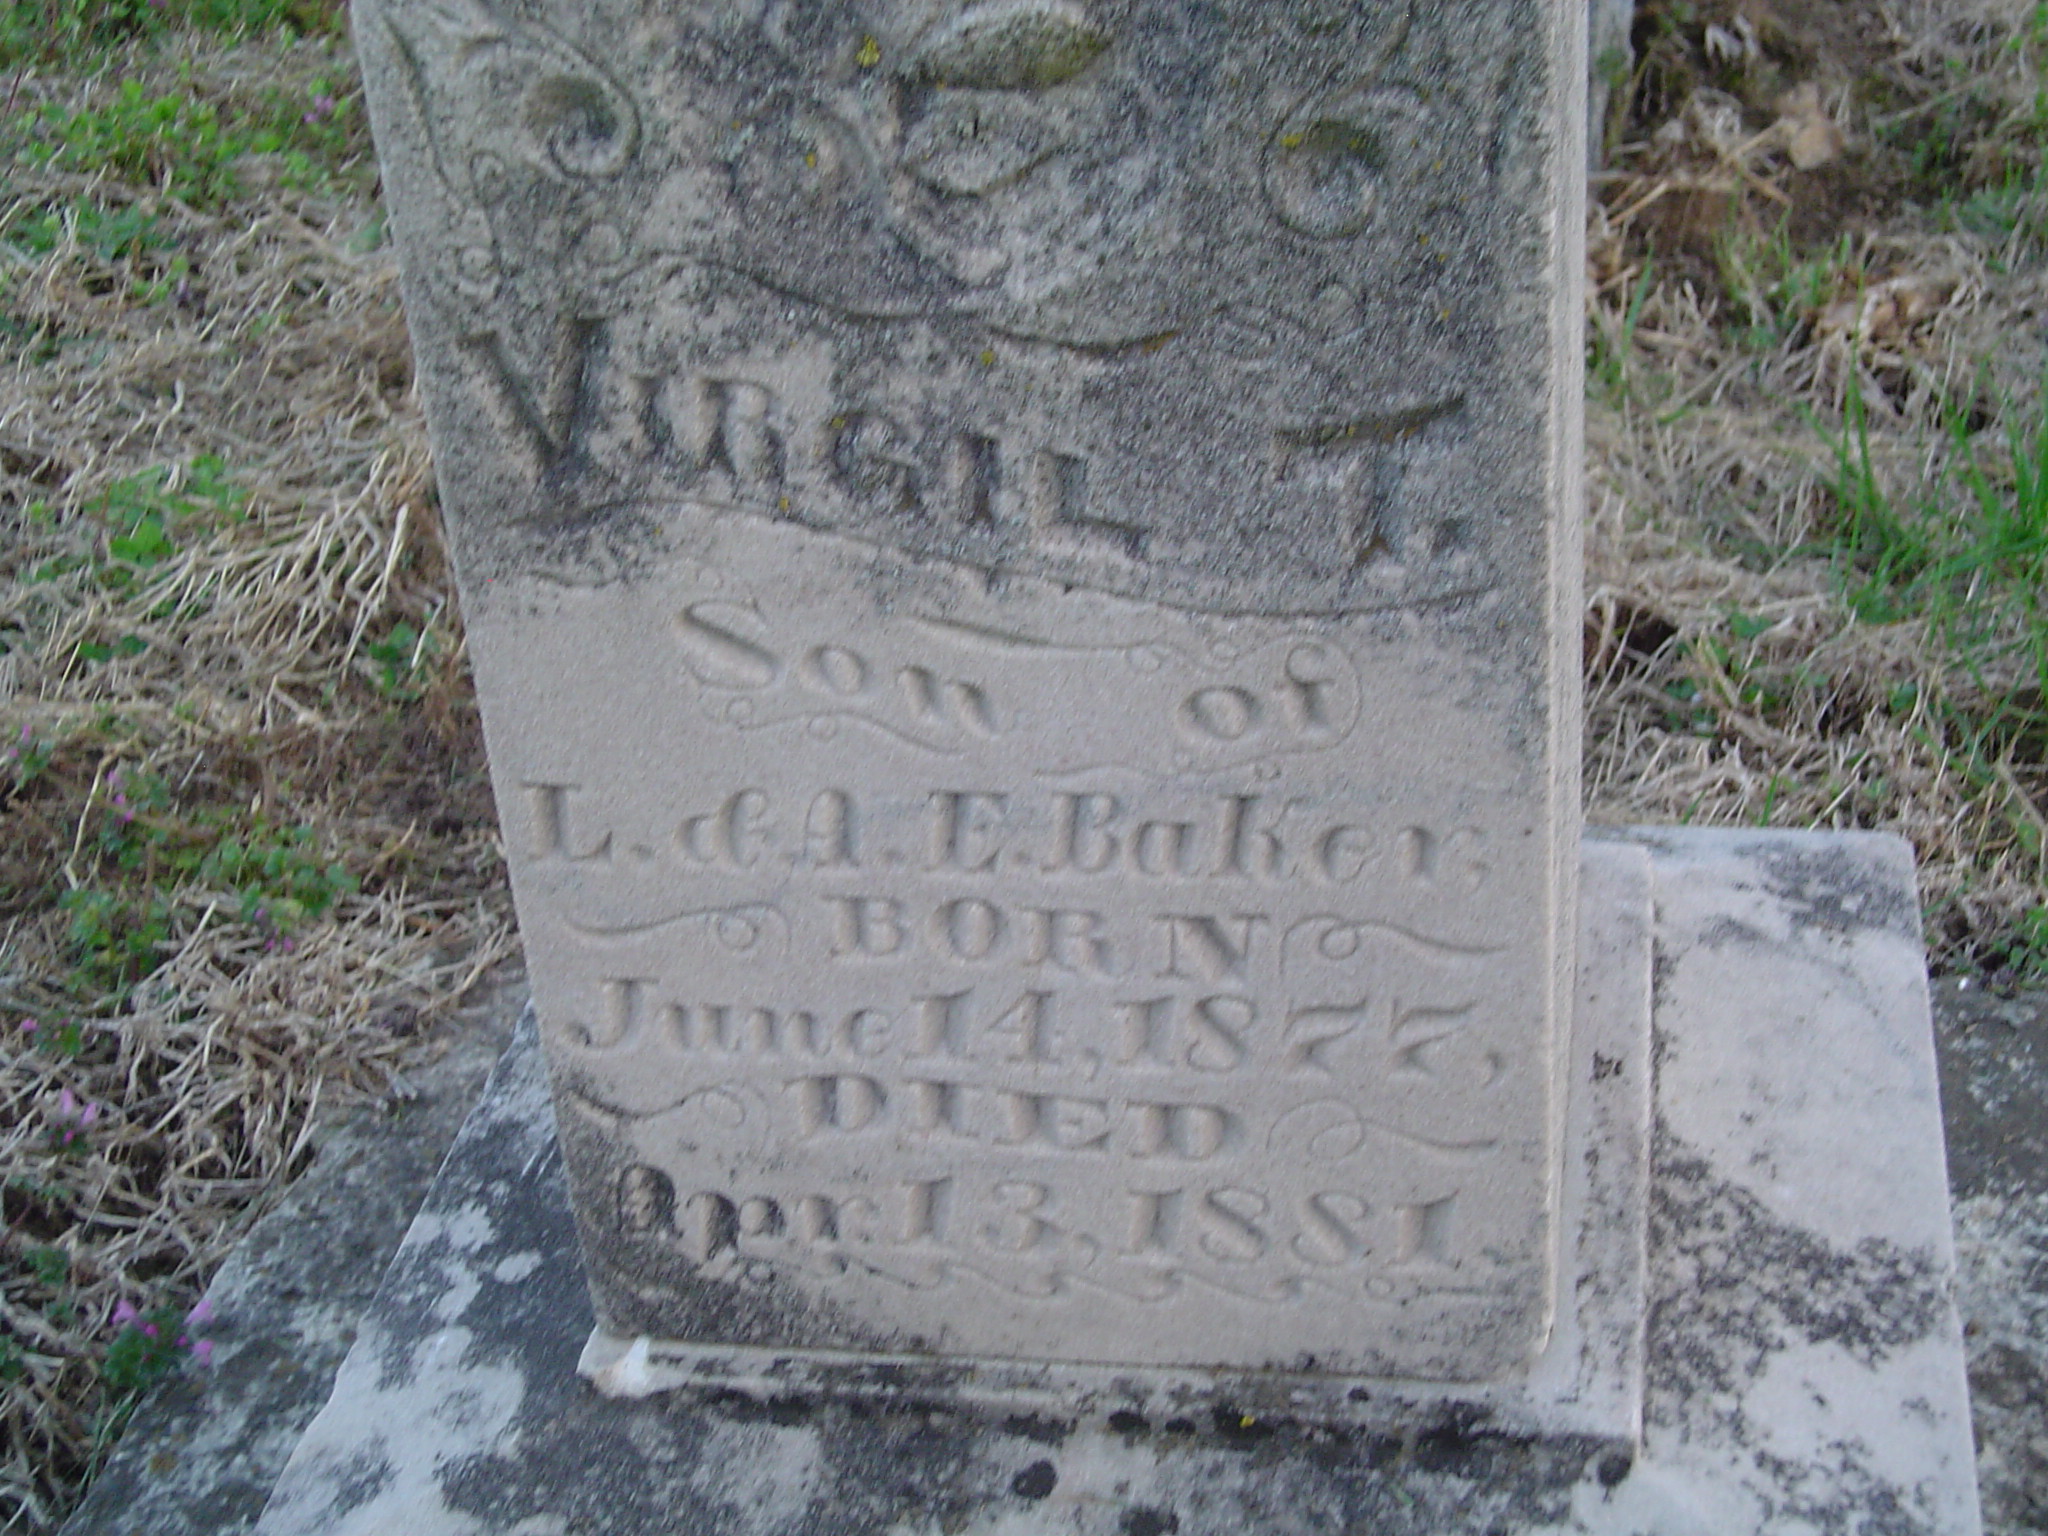 VIRGIL T.
Son of
L. & A. E. Baker,
BORN
June 14, 1877,
DIED
Apr. 13, 1881.